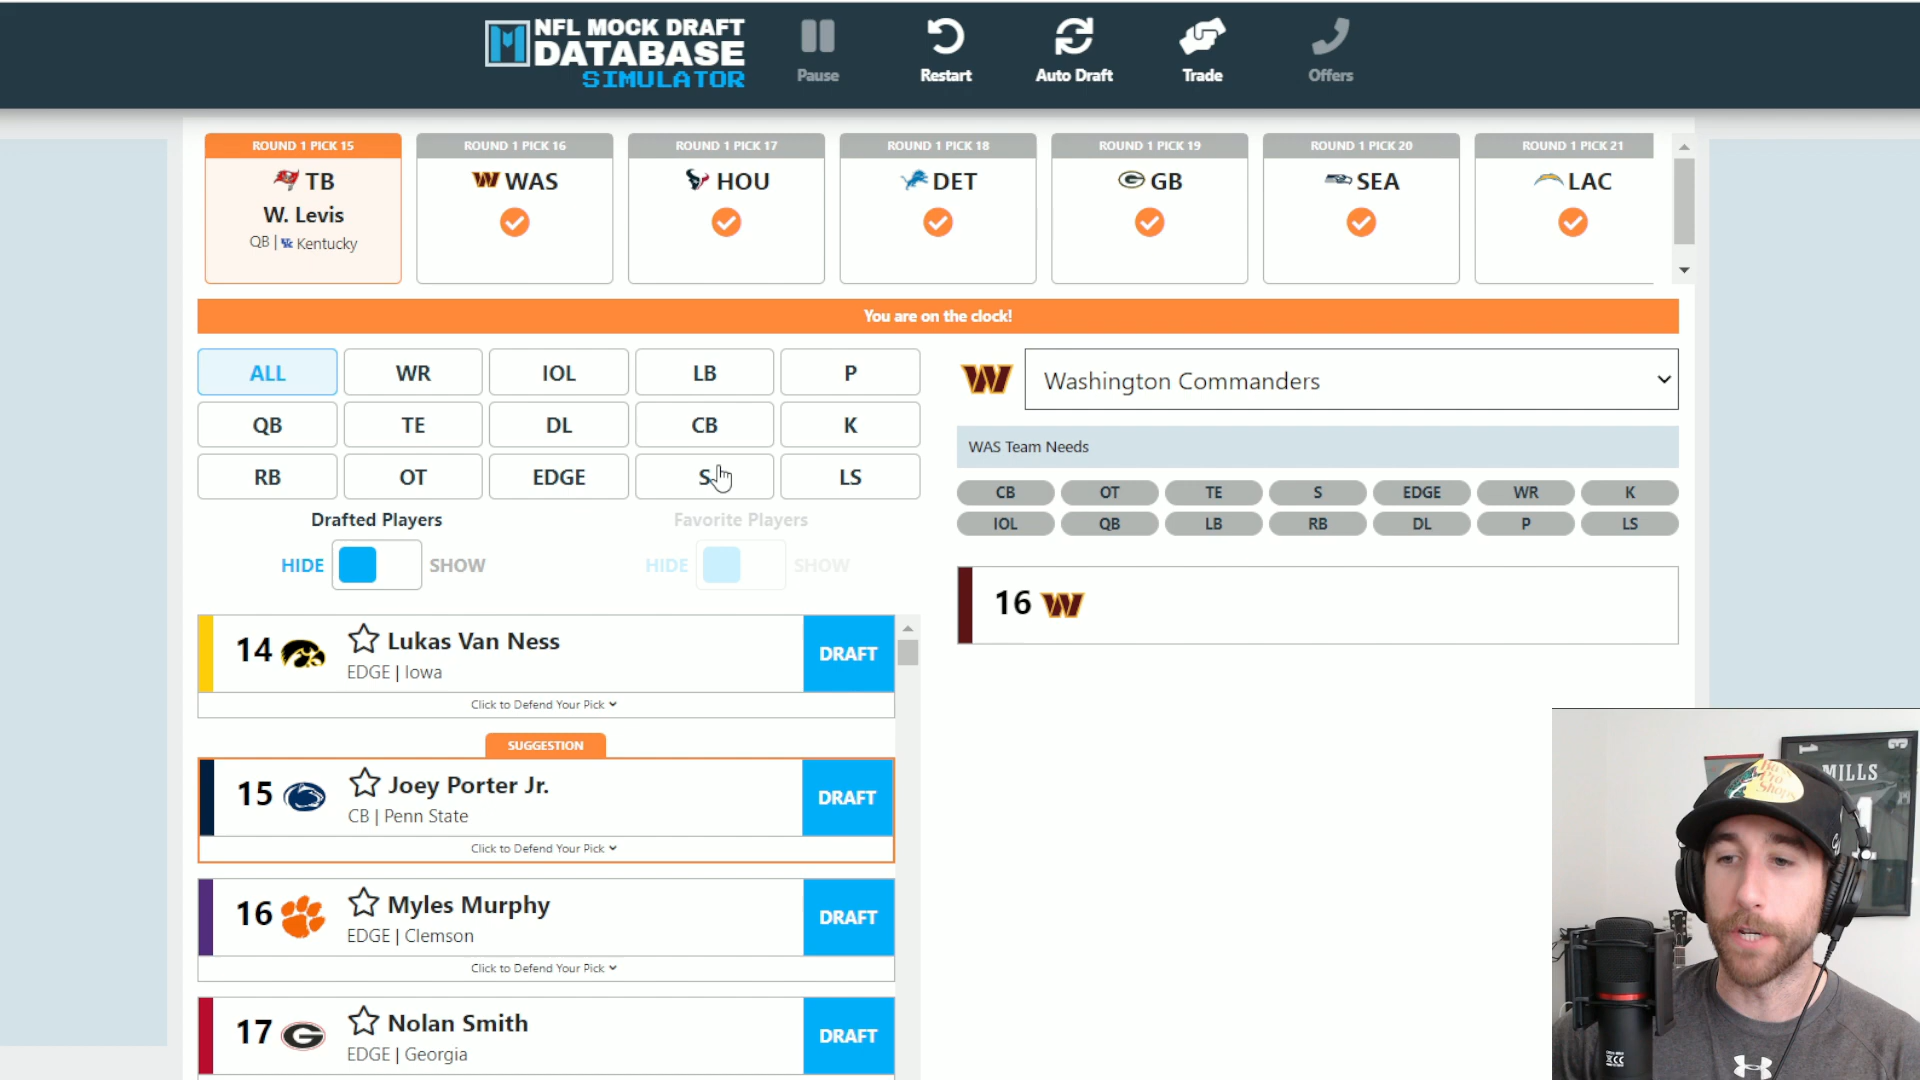 NFL MOCK DRAFT
DATABASE
SIMULATOR
Pause
Restart
Auto Draft
Trade
Offers
ROUND 1 PICK 15
TB
W. Levis
QB | UK Kentucky
ROUND 1 PICK 16
WAS
ROUND 1 PICK 17
HOU
ROUND 1 PICK 18
DET
ROUND 1 PICK 19
GB
ROUND 1 PICK 20
SEA
ROUND 1 PICK 21
LAC
You are on the clock!
ALL WR IOL LB P
QB TE DL CB K
RB OT EDGE S LS
Drafted Players
HIDE SHOW
Favorite Players
HIDE SHOW
14 Lukas Van Ness
EDGE | Iowa
DRAFT
Click to Defend Your Pick
SUGGESTION
15 Joey Porter Jr.
CB | Penn State
DRAFT
Click to Defend Your Pick
16 Myles Murphy
EDGE | Clemson
DRAFT
Click to Defend Your Pick
17 Nolan Smith
EDGE | Georgia
DRAFT
Washington Commanders
WAS Team Needs
CB OT TE S EDGE WR K
IOL QB LB RB DL P LS
16 W
MILLS
Bass
Pro
Shops